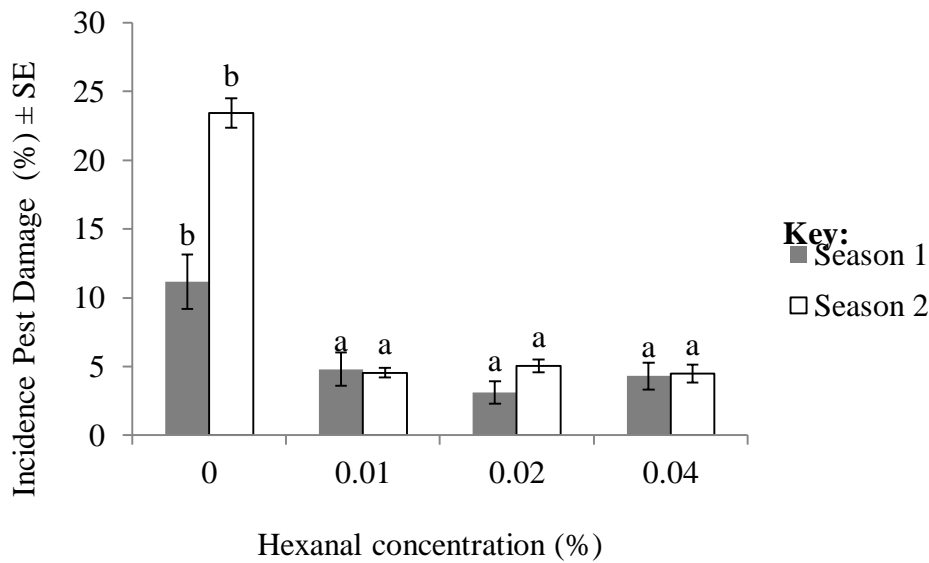 Incidence Pest Damage (%) ± SE
30
25
20
15
10
5
0
b
b
a
a
a
a
a
a
0
0.01
0.02
0.04
Hexanal concentration (%)
Key:
Season 1
Season 2